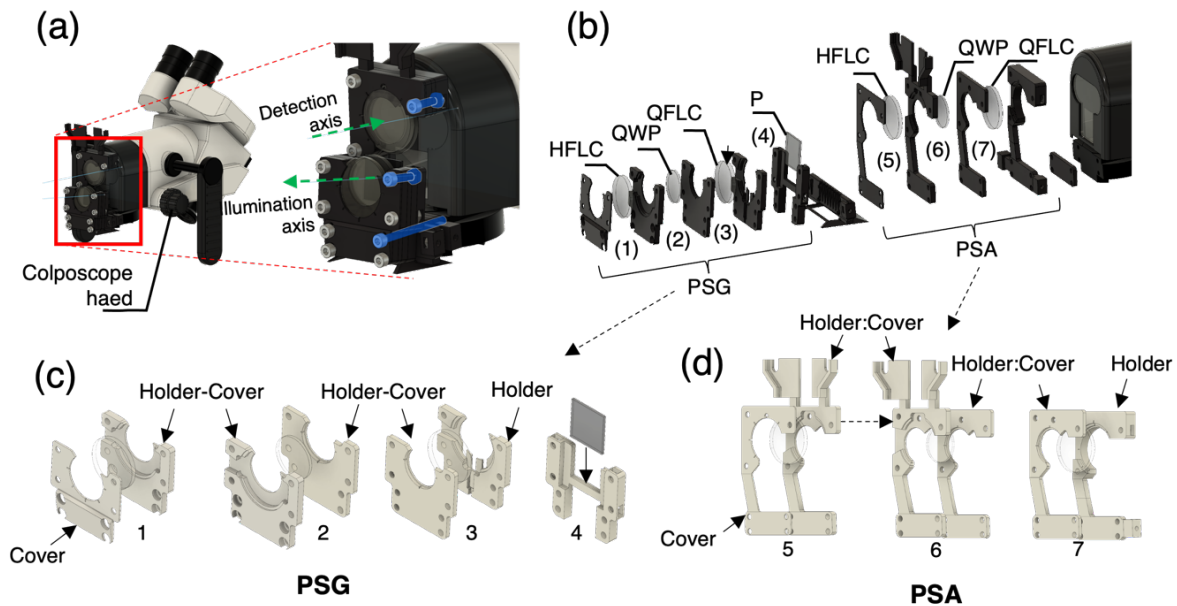 (a)
Detection
axis
Illumination
axis
Colposcope
haed
(b)
HFLC
QWP
QFLC
P
(4)
HFLC
QWP
QFLC
(1)
(2)
(3)
(5)
(6)
(7)
PSG
PSA
(c)
Holder-Cover
Holder-Cover
Holder
Cover
1
2
3
4
PSG
(d)
Holder:Cover
Holder:Cover
Holder
Cover
5
6
7
PSA